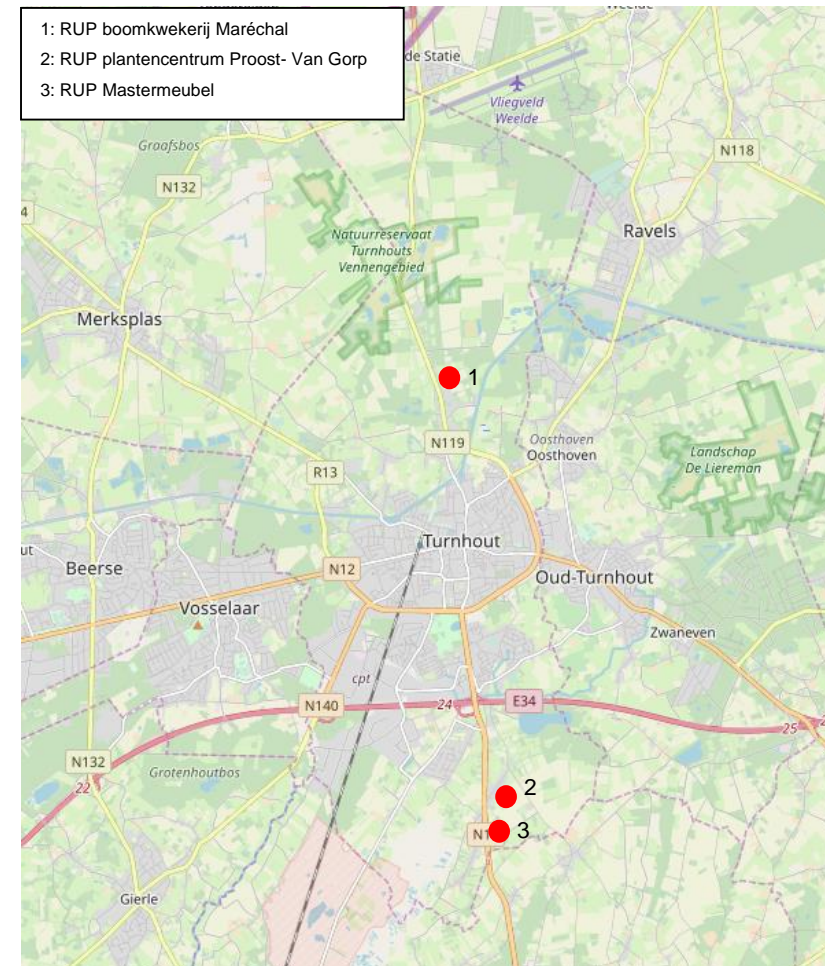 1: RUP boomkwekerij Maréchal
2: RUP plantencentrum Proost- Van Gorp
3: RUP Mastermeubel
de Statie
Vliegveld
Weelde
Graafsbos
N118
N132
Ravels
Natuurreservaat
Turnhouts
Vennengebied
Merksplas
1
N119
Oosthoven
Oosthoven
Landschap
De Liereman
R13
Turnhout
N12
Beerse
Oud-Turnhout
Vosselaar
Zwaneven
cpt
N140
24
E34
25
N132
22
Grotenhoutbos
2
3
Gierle